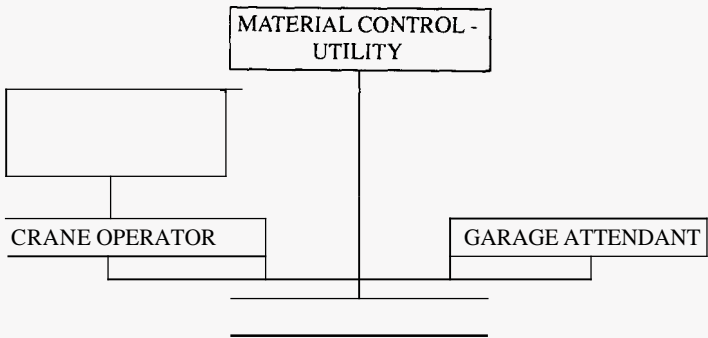 MATERIAL CONTROL -
UTILITY
CRANE OPERATOR
GARAGE ATTENDANT